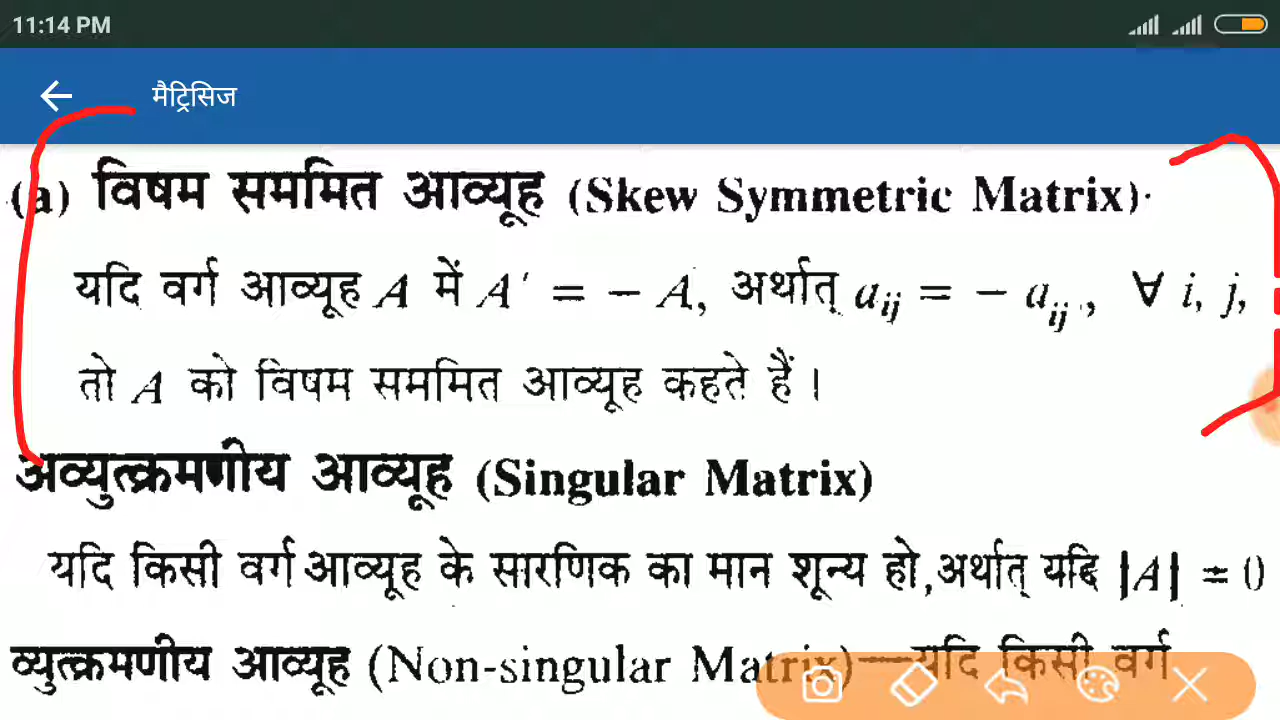 11:14 PM
मैट्रिसिज
(a) विषम सममित आव्यूह (Skew Symmetric Matrix)·
यदि वर्ग आव्यूह A में A′ = − A, अर्थात् aij = − aij, ∀ i, j,
तो A को विषम सममित आव्यूह कहते हैं।
अव्युत्क्रमणीय आव्यूह (Singular Matrix)
यदि किसी वर्ग आव्यूह के सारणिक का मान शून्य हो, अर्थात् यदि |A| = 0
व्युत्क्रमणीय आव्यूह (Non-singular Matrix)—यदि किसी वर्ग